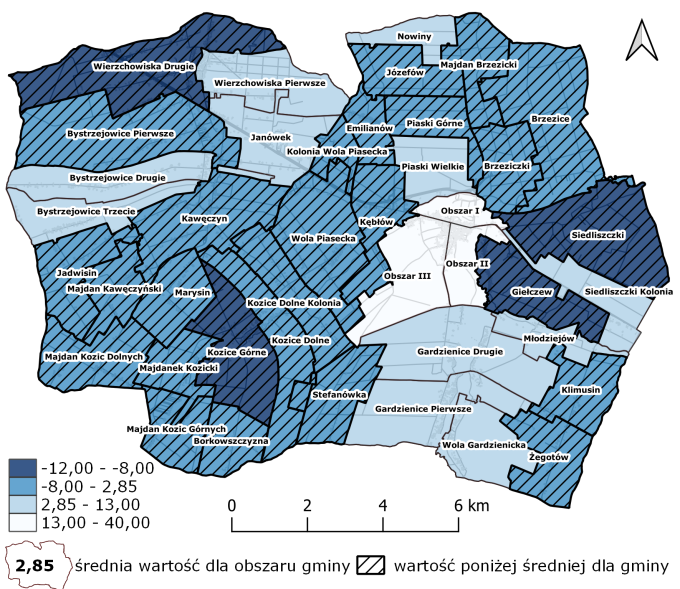 Nowiny
Wierzchowiska Drugie
Majdan Brzezicki
Józefów
Wierzchowiska Pierwsze
Brzezice
Piaski Górne
Emilianów
Bystrzejowice Pierwsze
Janówek
Kolonia Wola Piasecka
Piaski Wielkie
Brzeziczki
Bystrzejowice Drugie
Bystrzejowice Trzecie
Obszar I
Kawęczyn
Kębłów
Siedliszczki
Wola Piasecka
Obszar II
Jadwisin
Obszar III
Majdan Kawęczyński
Marysin
Giełczew
Siedliszczki Kolonia
Kozice Dolne Kolonia
Młodziejów
Kozice Dolne
Kozice Górne
Gardzienice Drugie
Majdan Kozic Dolnych
Majdanek Kozicki
Klimusin
Stefanówka
Gardzienice Pierwsze
Majdan Kozic Górnych
Borkowszczyzna
Wola Gardzienicka
Żegotów
-12,00 - -8,00
-8,00 - 2,85
2,85 - 13,00
13,00 - 40,00
0 2 4 6 km
2,85 średnia wartość dla obszaru gminy wartość poniżej średniej dla gminy